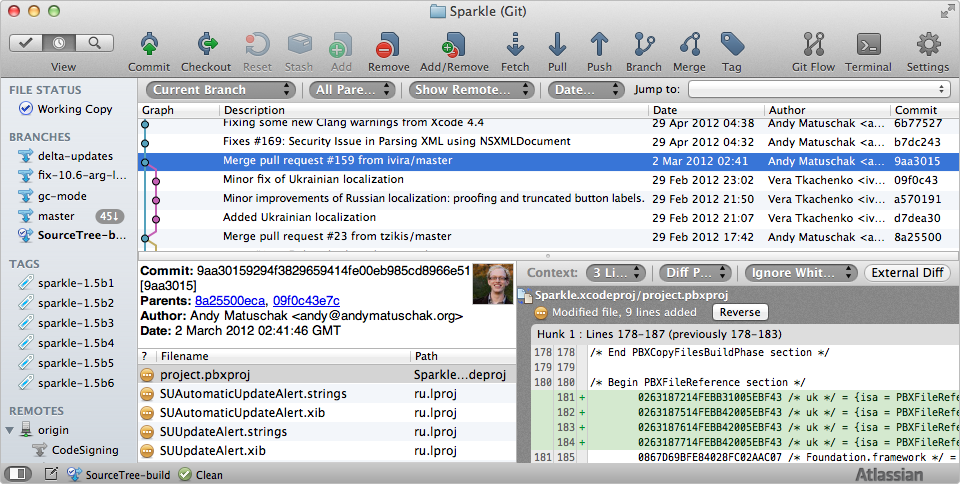 Sparkle (Git)
View Commit Checkout Reset Stash Add Remove Add/Remove Fetch Pull Push Branch Merge Tag Git Flow Terminal Settings
FILE STATUS
Working Copy
BRANCHES
delta-updates
fix-10.6-arg-l...
gc-mode
master 45↓
SourceTree-b...
TAGS
sparkle-1.5b1
sparkle-1.5b2
sparkle-1.5b3
sparkle-1.5b4
sparkle-1.5b5
sparkle-1.5b6
REMOTES
origin
CodeSigning
Current Branch All Pare... Show Remote... Date... Jump to:
Graph Description Date Author Commit
Fixing some new Clang warnings from Xcode 4.4 29 Apr 2012 04:38 Andy Matuschak <a... 6b77527
Fixes #169: Security Issue in Parsing XML using NSXMLDocument 29 Apr 2012 04:32 Andy Matuschak <a... b7dc243
Merge pull request #159 from ivira/master 2 Mar 2012 02:41 Andy Matuschak <a... 9aa3015
Minor fix of Ukrainian localization 29 Feb 2012 23:02 Vera Tkachenko <iv... 09f0c43
Minor improvements of Russian localization: proofing and truncated button labels. 29 Feb 2012 21:50 Vera Tkachenko <iv... a570191
Added Ukrainian localization 29 Feb 2012 21:07 Vera Tkachenko <iv... d7dea30
Merge pull request #23 from tzikis/master 29 Feb 2012 17:42 Andy Matuschak <a... 8a25500
Commit: 9aa30159294f3829659414fe00eb985cd8966e51
[9aa3015]
Parents: 8a25500eca, 09f0c43e7c
Author: Andy Matuschak <andy@andymatuschak.org>
Date: 2 March 2012 02:41:46 GMT
? Filename Path
project.pbxproj Sparkle...deproj
SUAutomaticUpdateAlert.strings ru.lproj
SUAutomaticUpdateAlert.xib ru.lproj
SUUpdateAlert.strings ru.lproj
SUUpdateAlert.xib ru.lproj
Context: 3 Li... Diff P... Ignore Whit... External Diff
Sparkle.xcodeproj/project.pbxproj
Modified file, 9 lines added Reverse
Hunk 1 : Lines 178-187 (previously 178-183)
178 178 /* End PBXCopyFilesBuildPhase section */
179 179
180 180 /* Begin PBXFileReference section */
181 + 0263187214FEBB31005EBF43 /* uk */ = {isa = PBXFileRefe
182 + 0263187314FEBB42005EBF43 /* uk */ = {isa = PBXFileRefe
183 + 0263187614FEBB42005EBF43 /* uk */ = {isa = PBXFileRefe
184 + 0263187714FEBB42005EBF43 /* uk */ = {isa = PBXFileRefe
181 185 0867D69BFE84028FC02AAC07 /* Foundation.framework */ =
SourceTree-build Clean Atlassian